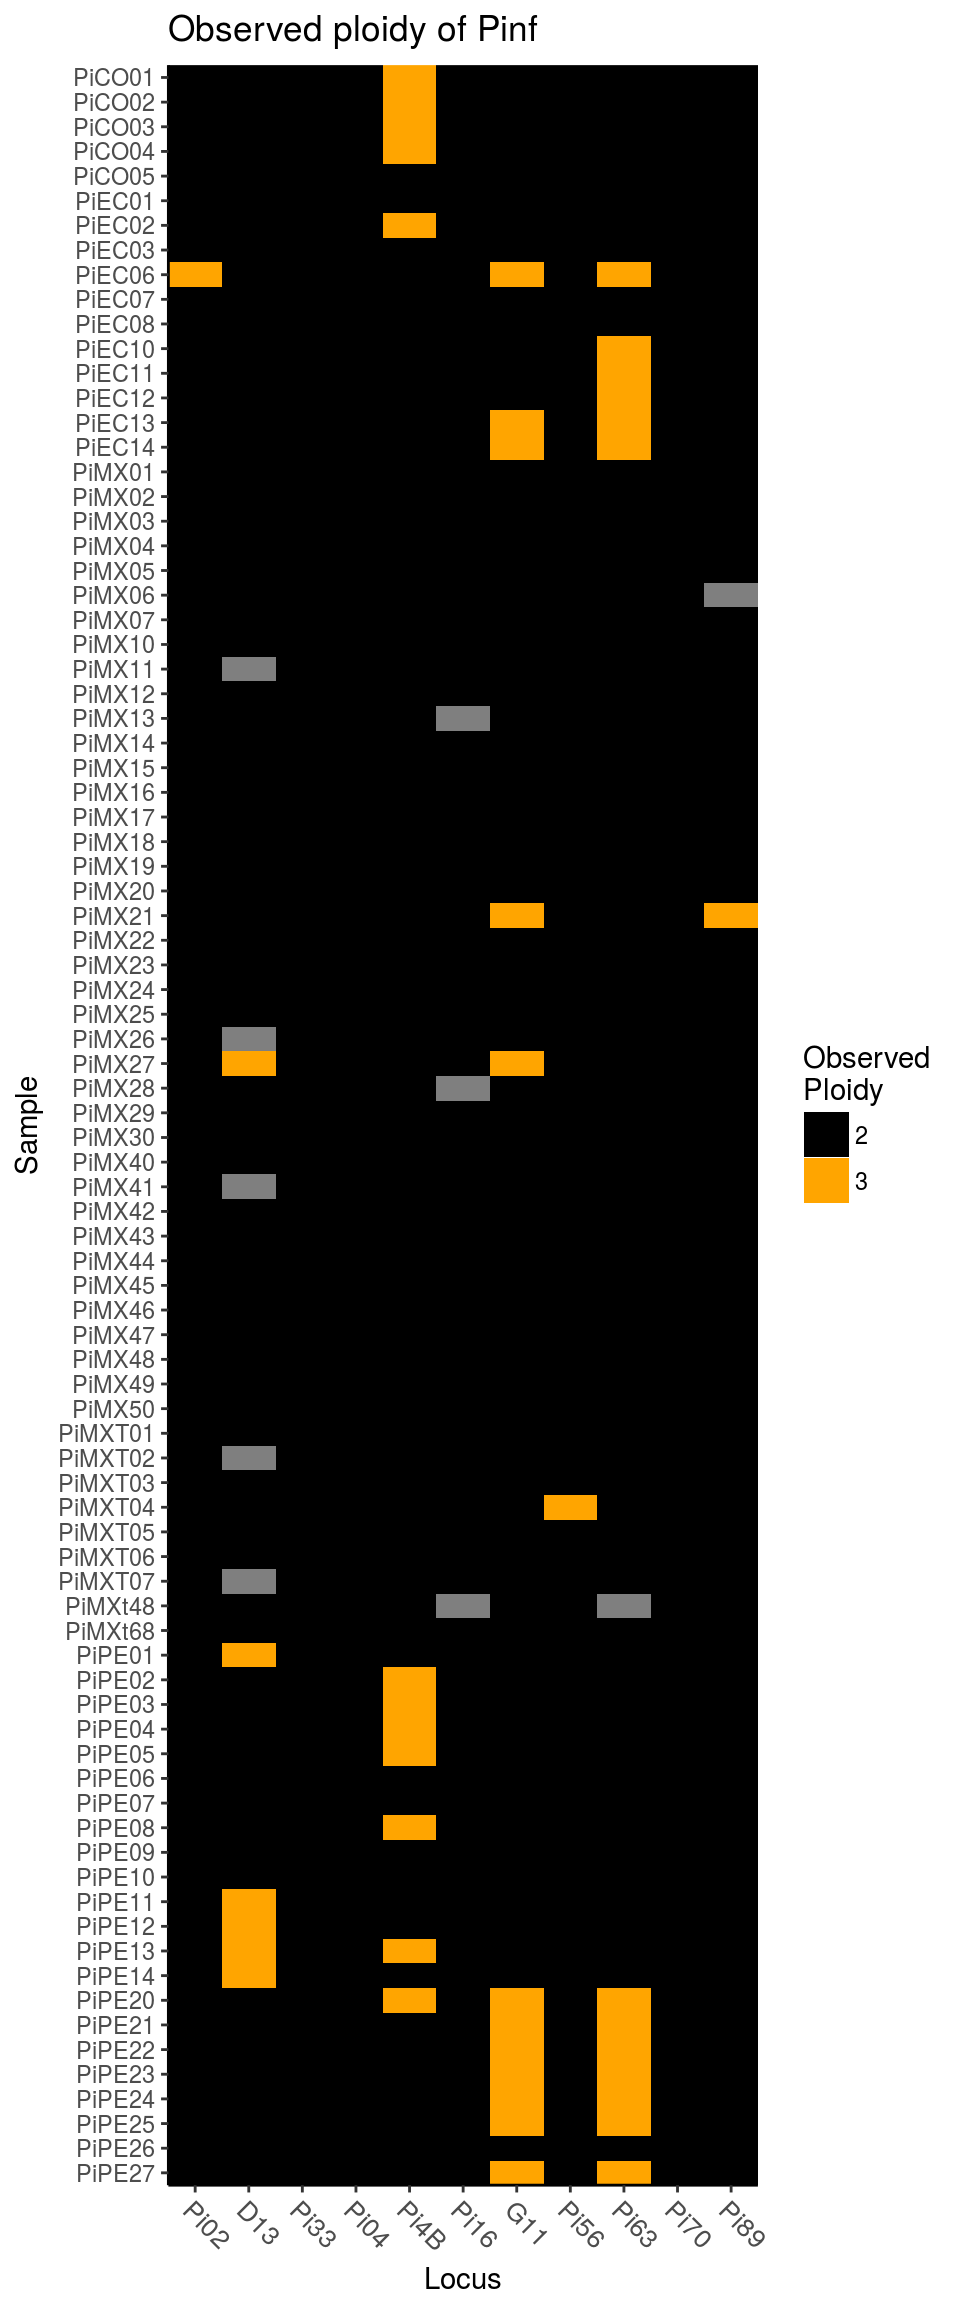 Observed ploidy of Pinf
PiCO01
PiCO02
PiCO03
PiCO04
PiCO05
PiEC01
PiEC02
PiEC03
PiEC06
PiEC07
PiEC08
PiEC10
PiEC11
PiEC12
PiEC13
PiEC14
PiMX01
PiMX02
PiMX03
PiMX04
PiMX05
PiMX06
PiMX07
PiMX10
PiMX11
PiMX12
PiMX13
PiMX14
PiMX15
PiMX16
PiMX17
PiMX18
PiMX19
PiMX20
PiMX21
PiMX22
PiMX23
PiMX24
PiMX25
PiMX26
PiMX27
PiMX28
PiMX29
PiMX30
PiMX40
PiMX41
PiMX42
PiMX43
PiMX44
PiMX45
PiMX46
PiMX47
PiMX48
PiMX49
PiMX50
PiMXT01
PiMXT02
PiMXT03
PiMXT04
PiMXT05
PiMXT06
PiMXT07
PiMXt48
PiMXt68
PiPE01
PiPE02
PiPE03
PiPE04
PiPE05
PiPE06
PiPE07
PiPE08
PiPE09
PiPE10
PiPE11
PiPE12
PiPE13
PiPE14
PiPE20
PiPE21
PiPE22
PiPE23
PiPE24
PiPE25
PiPE26
PiPE27
Sample
Pi02
D13
Pi33
Pi04
Pi4B
Pi16
G11
Pi56
Pi63
Pi70
Pi89
Locus
Observed
Ploidy
2
3